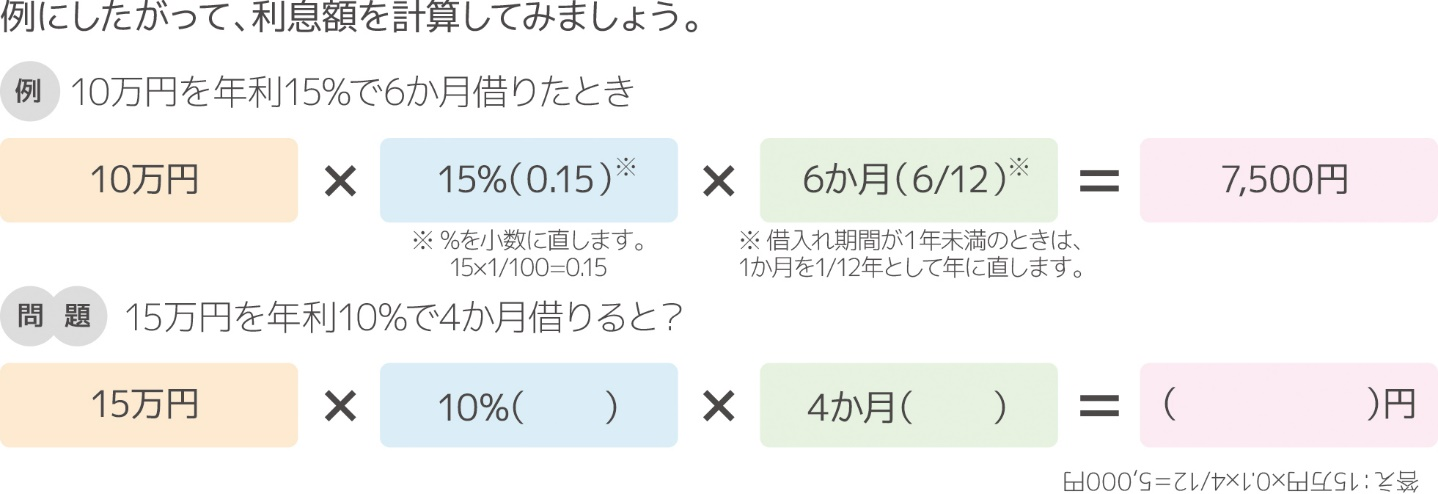 例にしたがって、利息額を計算してみましょう。
例 10万円を年利15%で6か月借りたとき
10万円 × 15%(0.15)※ × 6か月(6/12)※ = 7,500円
※ %を小数に直します。
15×1/100=0.15
※ 借入れ期間が1年未満のときは、
1か月を1/12年として年に直します。
問題 15万円を年利10%で4か月借りると？
15万円 × 10%(　　) × 4か月(　　) = (　　　　　)円
答え：15万円×0.1×4/12=5,000円